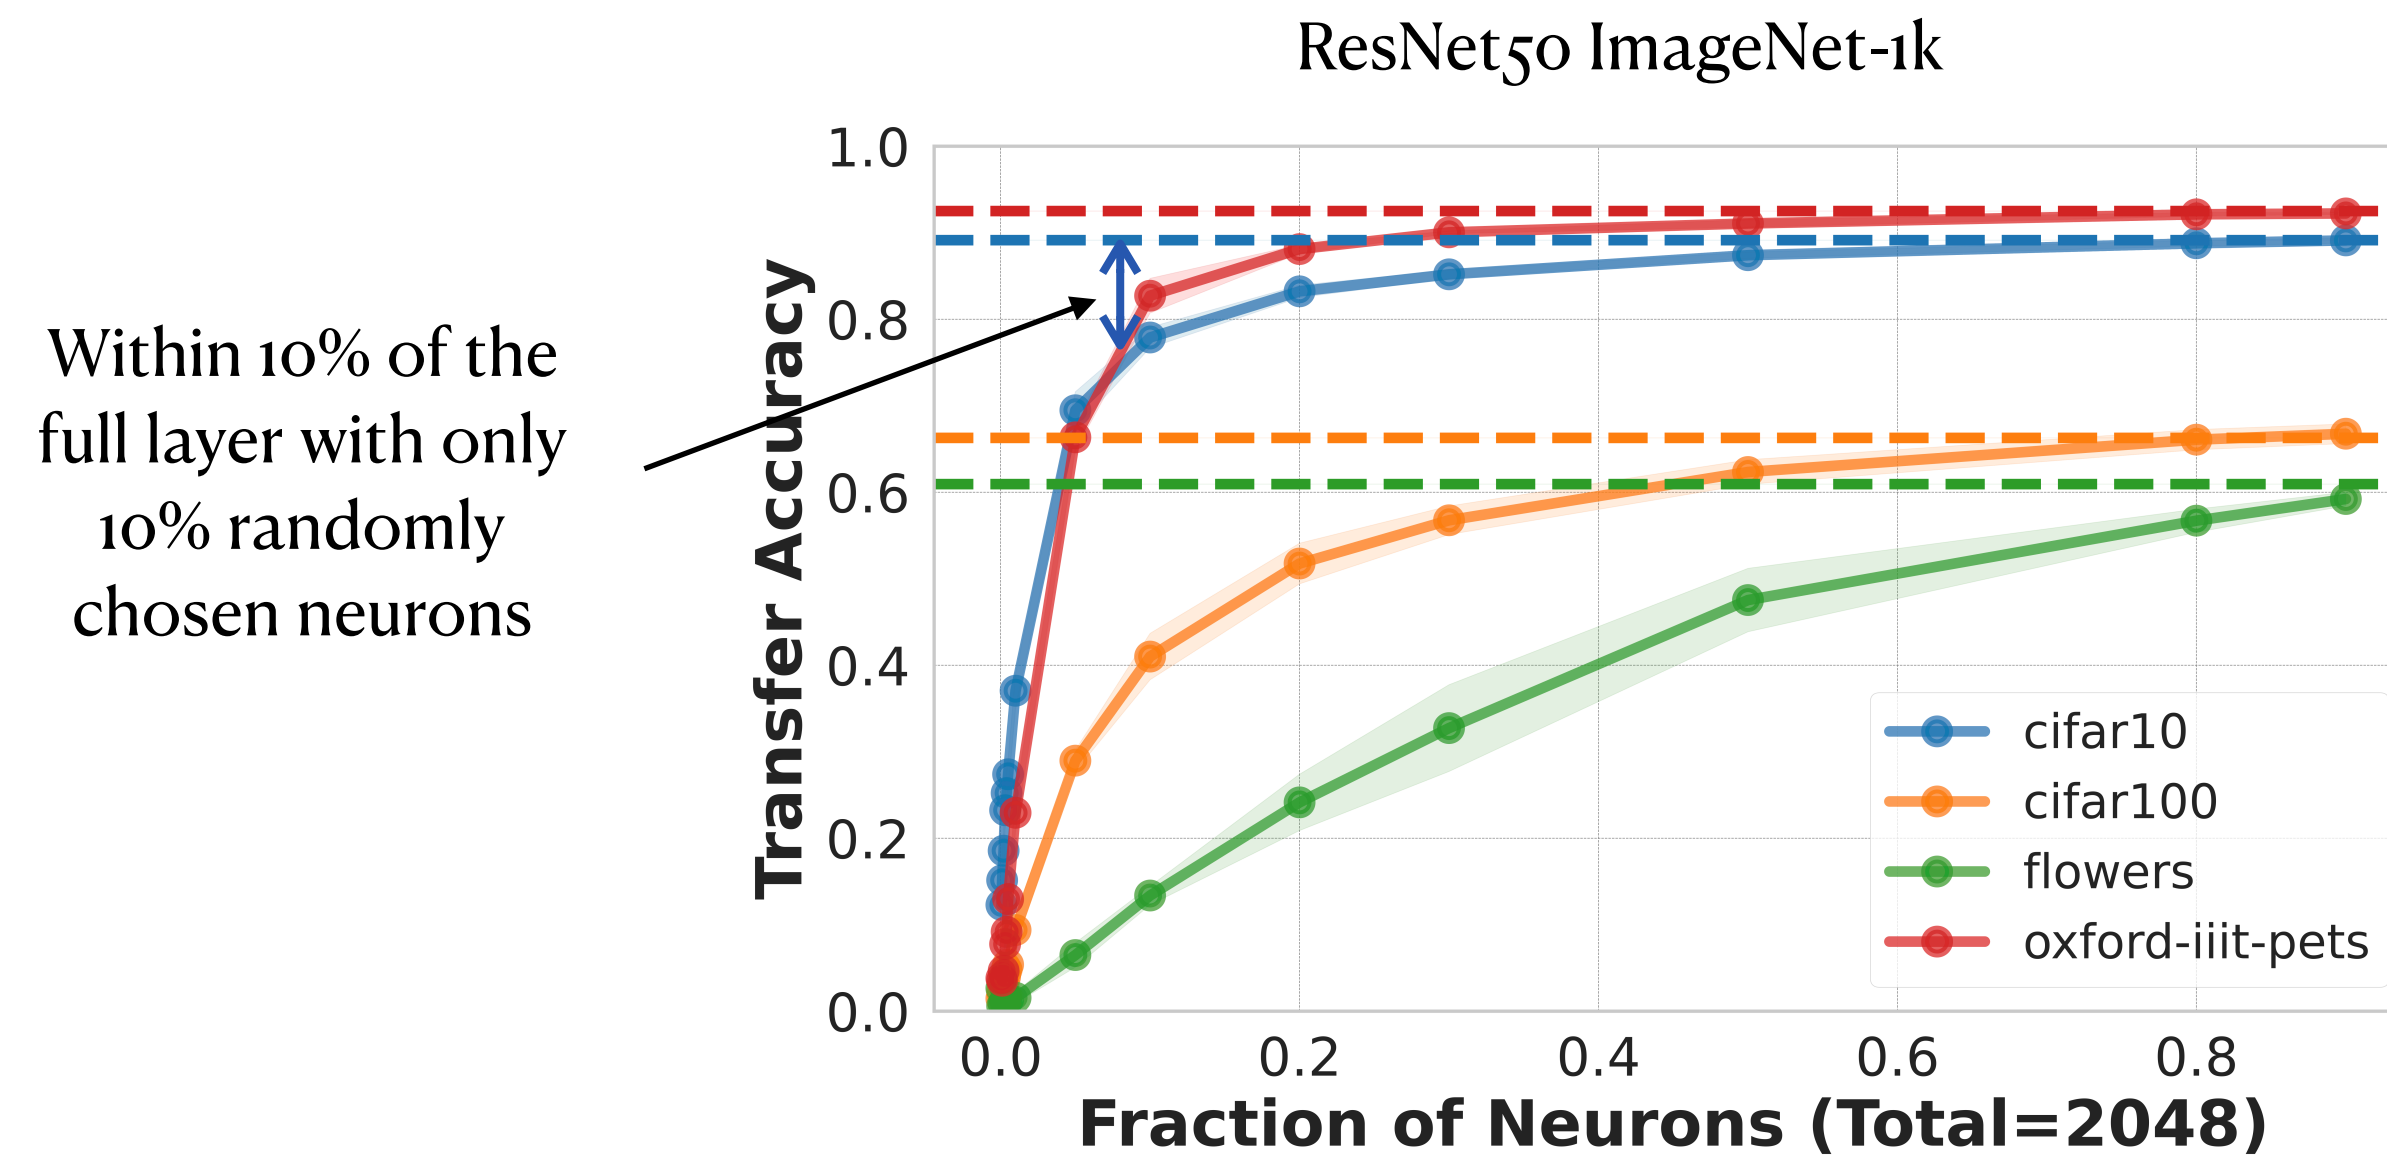 ResNet50 ImageNet-1k
Within 10% of the
full layer with only
10% randomly
chosen neurons
Transfer Accuracy
1.0
0.8
0.6
0.4
0.2
0.0
0.0 0.2 0.4 0.6 0.8
Fraction of Neurons (Total=2048)
cifar10
cifar100
flowers
oxford-iiit-pets